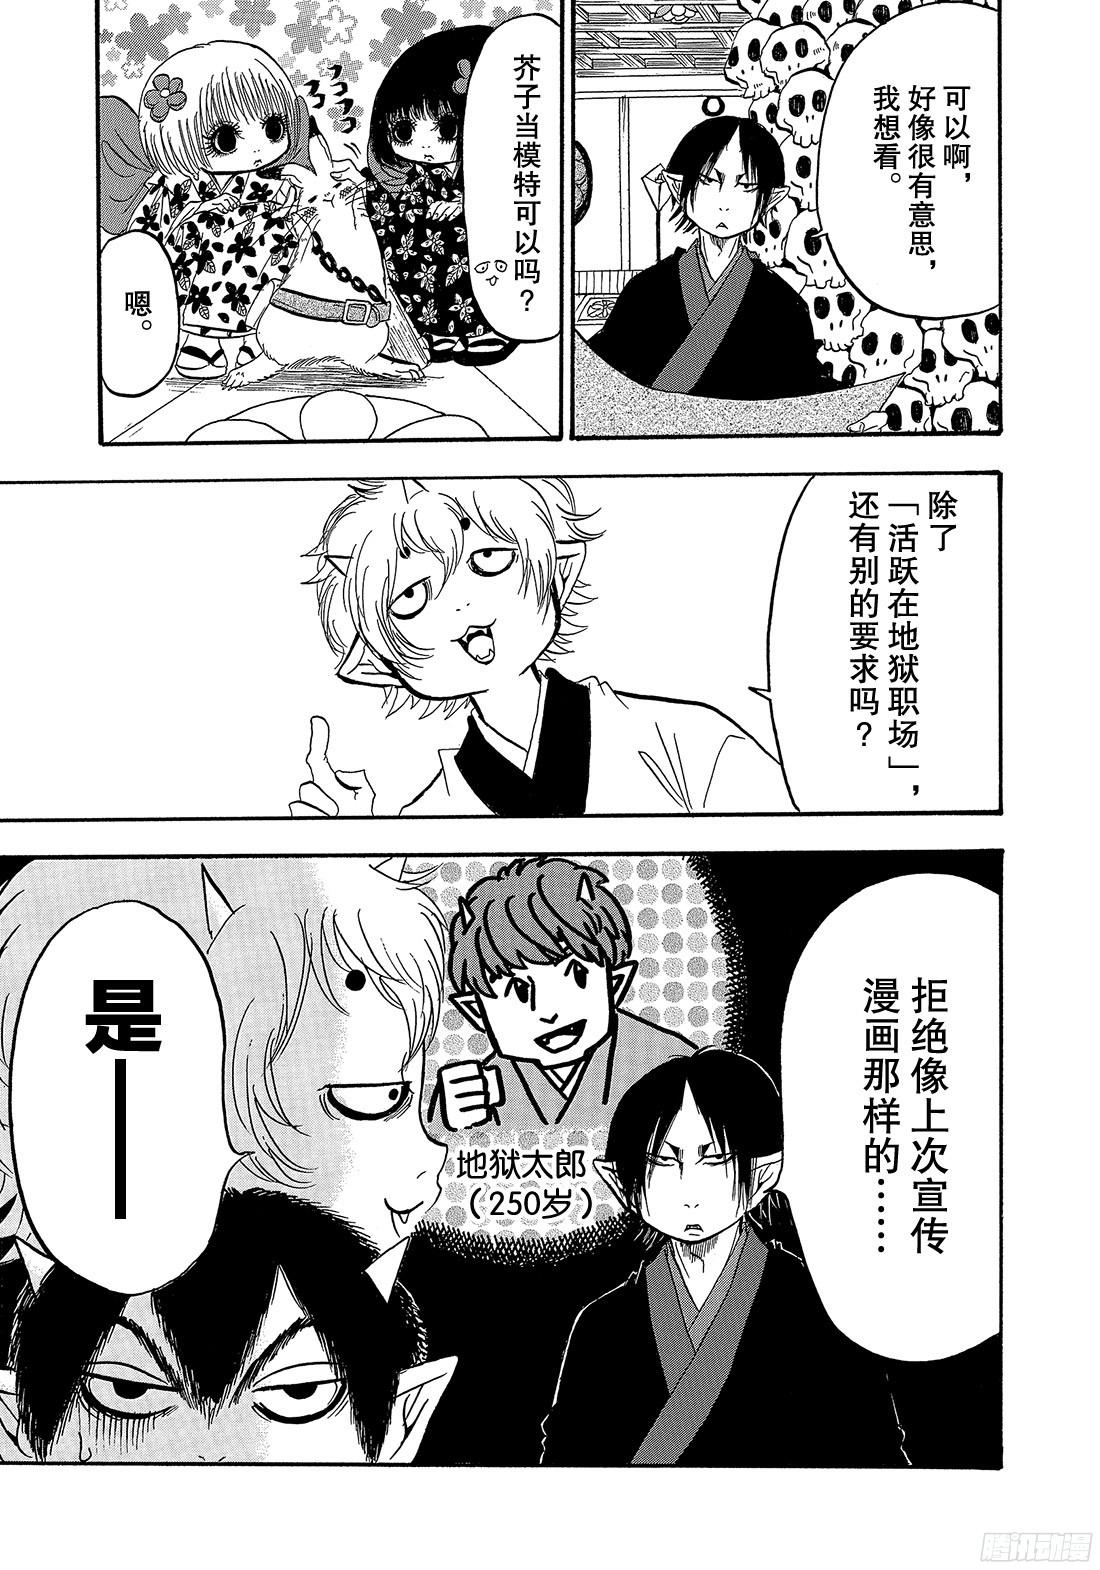 可以啊，
好像很有意思，
我想看。
芥子当模特可以吗？
嗯。
除了
「活跃在地狱职场」，
还有别的要求吗？
拒绝像上次宣传
漫画那样的……
地狱太郎
（250岁）
是——
腾讯动漫